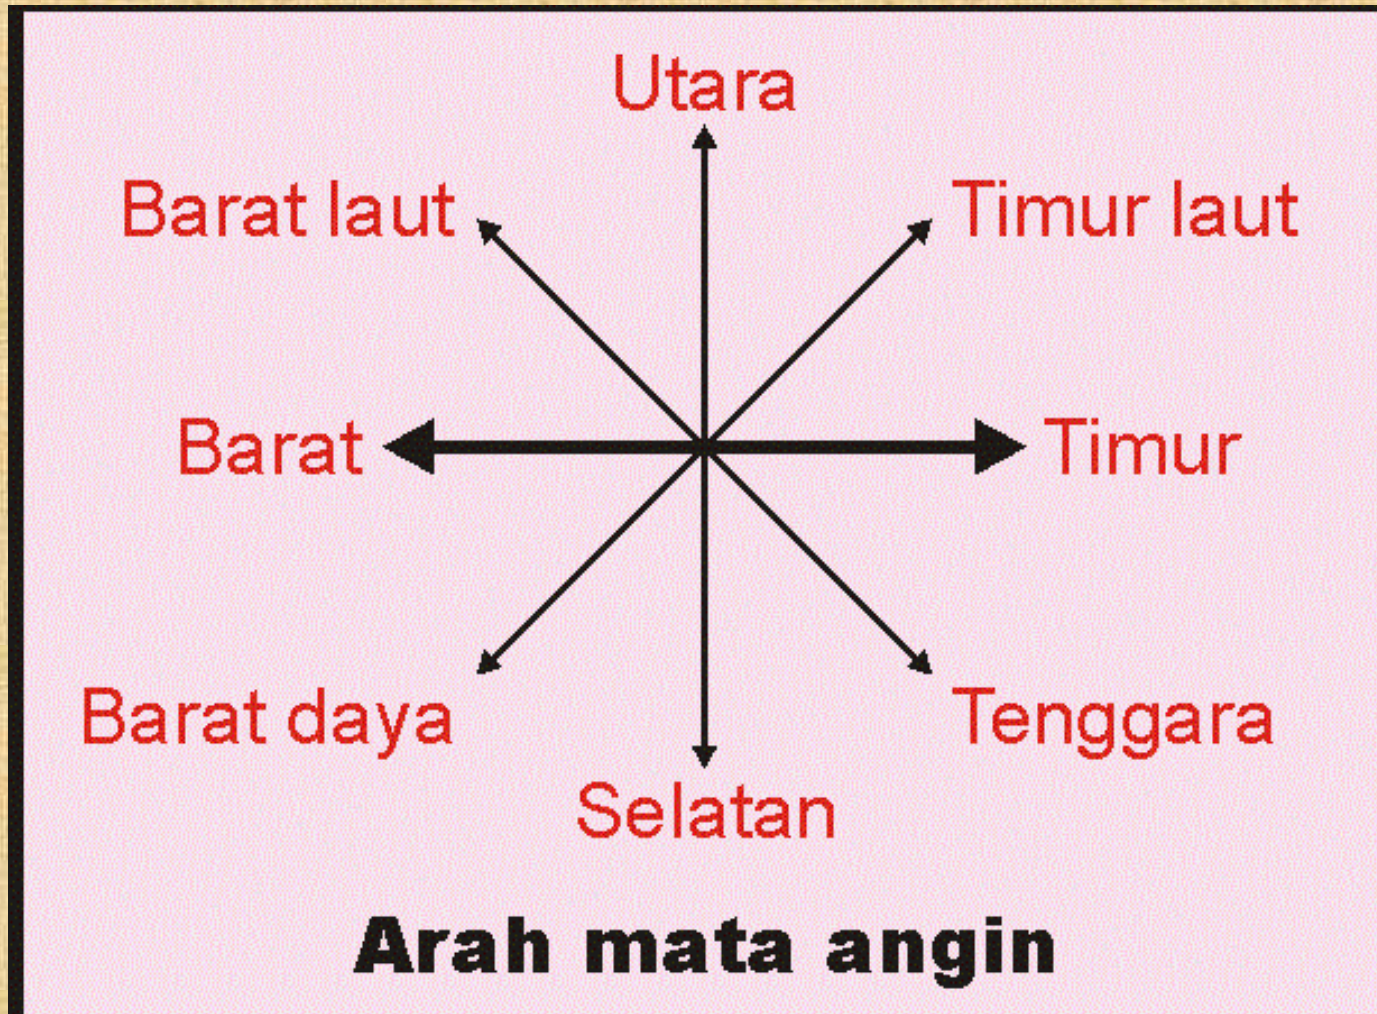 Utara
Barat laut
Timur laut
Barat
Timur
Barat daya
Tenggara
Selatan
Arah mata angin